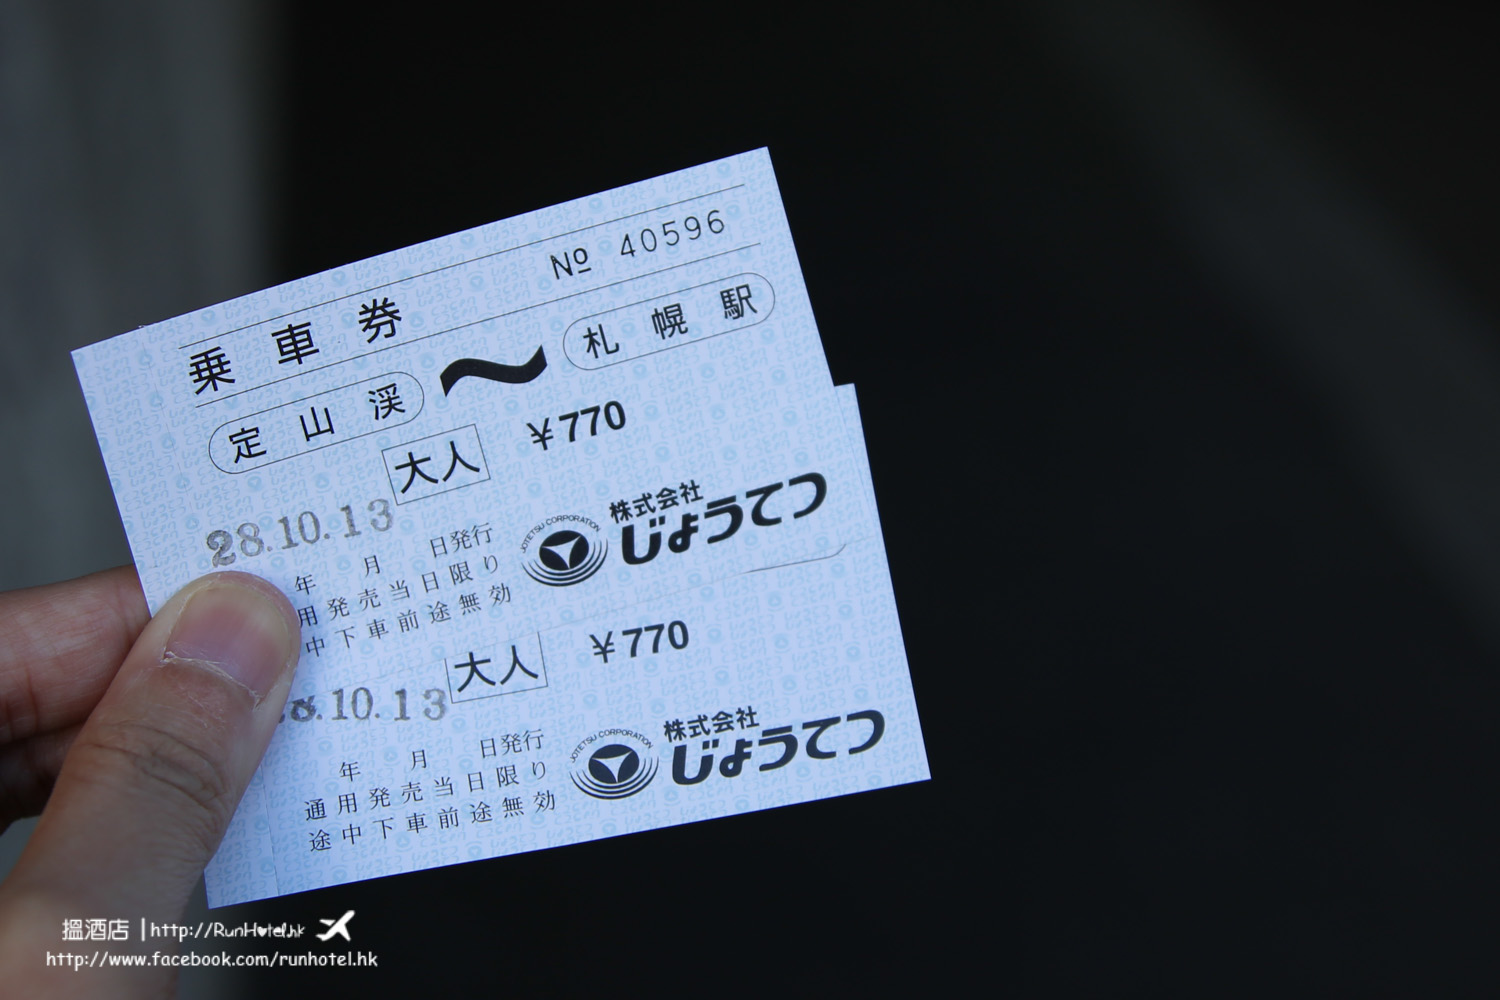 乗車券 № 40596
定山渓 〜 札幌駅
大人 ¥770
28.10.13
年 月 日発行
用発売当日限り
中下車前途無効
JOTETSU CORPORATION
株式会社
じょうてつ
大人 ¥770
8.10.13
年 月 日発行
通用発売当日限り
途中下車前途無効
JOTETSU CORPORATION
株式会社
じょうてつ
搵酒店 | http://RunHotel.hk
http://www.facebook.com/runhotel.hk